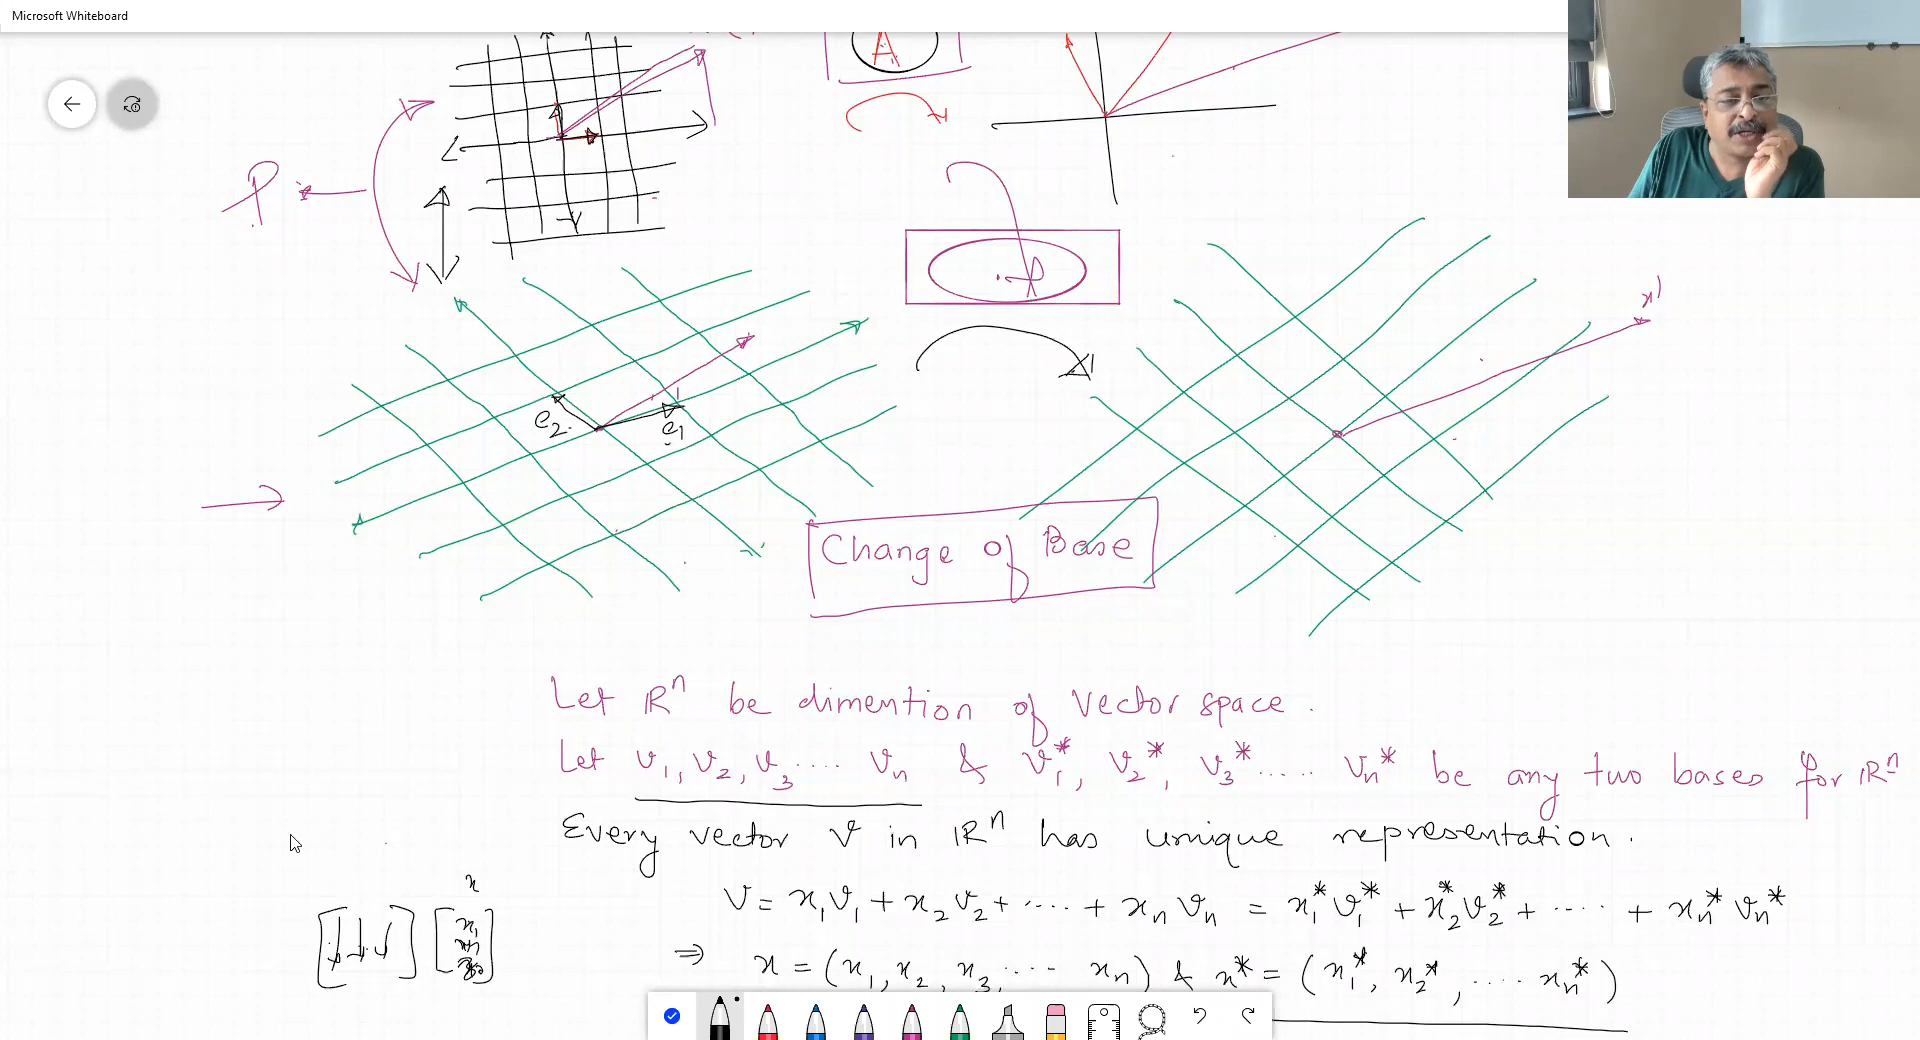 Microsoft Whiteboard
A
P
P
x'
e2
e1
Change of Base
Let ℝⁿ be dimention of vector space.
Let v₁, v₂, v₃ .... vₙ & v₁*, v₂*, v₃* ..... vₙ* be any two bases for ℝⁿ
Every vector v in ℝⁿ has unique representation.
x
V = x₁v₁ + x₂v₂ + ..... + xₙvₙ = x₁*v₁* + x₂*v₂* + ..... + xₙ*vₙ*
⇒ x = (x₁, x₂, x₃, .... xₙ) & x* = (x₁*, x₂*, ..... xₙ*)